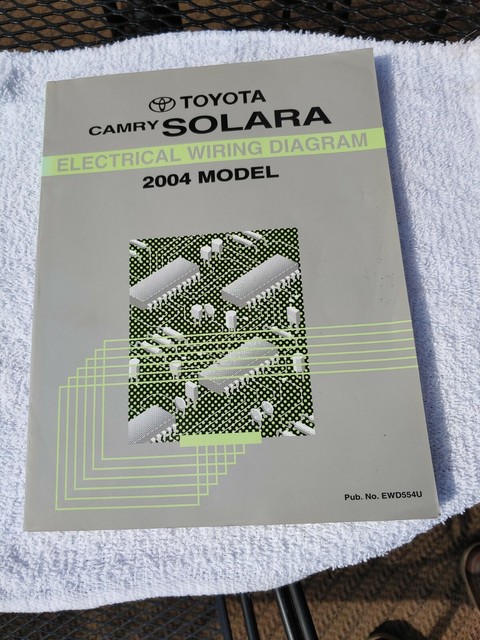 TOYOTA
CAMRY SOLARA
ELECTRICAL WIRING DIAGRAM
2004 MODEL
Pub. No. EWD554U